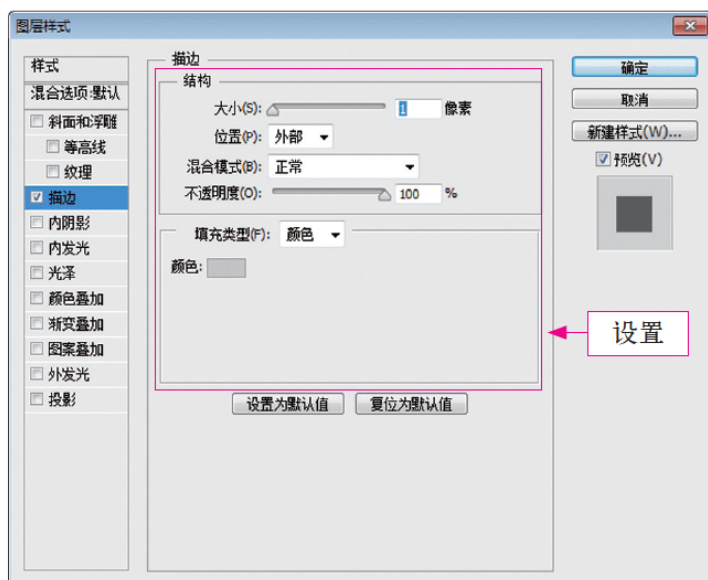 图层样式
样式
混合选项:默认
斜面和浮雕
等高线
纹理
描边
内阴影
内发光
光泽
颜色叠加
渐变叠加
图案叠加
外发光
投影
描边
结构
大小(S): 1 像素
位置(P): 外部
混合模式(B): 正常
不透明度(O): 100 %
填充类型(F): 颜色
颜色:
设置为默认值 复位为默认值
确定
取消
新建样式(W)...
预览(V)
设置